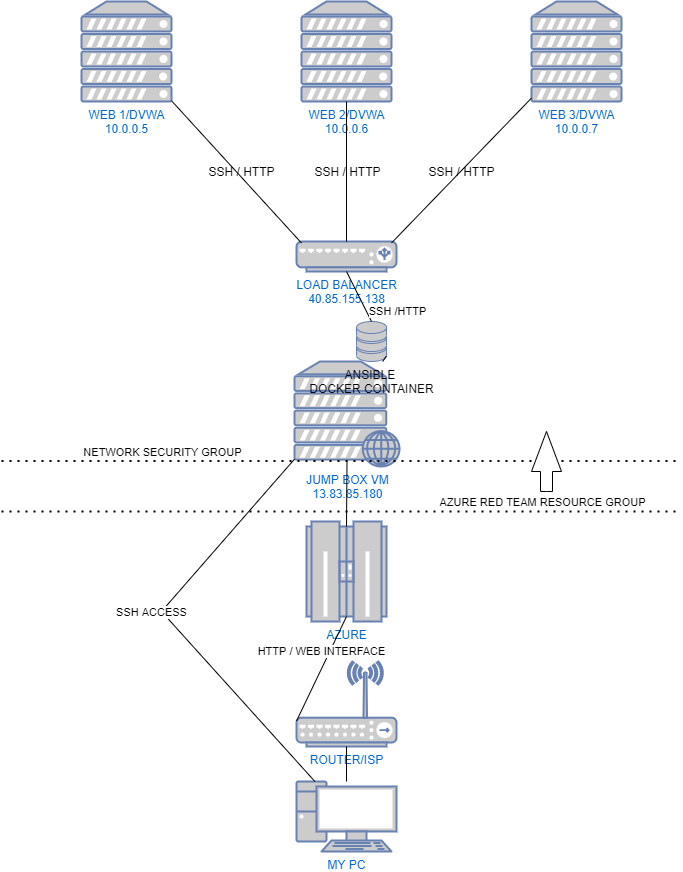 WEB 1/DVWA
10.0.0.5
WEB 2/DVWA
10.0.0.6
WEB 3/DVWA
10.0.0.7
SSH / HTTP
SSH / HTTP
SSH / HTTP
LOAD BALANCER
40.85.155.138
SSH /HTTP
ANSIBLE
DOCKER CONTAINER
NETWORK SECURITY GROUP
JUMP BOX VM
13.83.85.180
AZURE RED TEAM RESOURCE GROUP
SSH ACCESS
AZURE
HTTP / WEB INTERFACE
ROUTER/ISP
MY PC